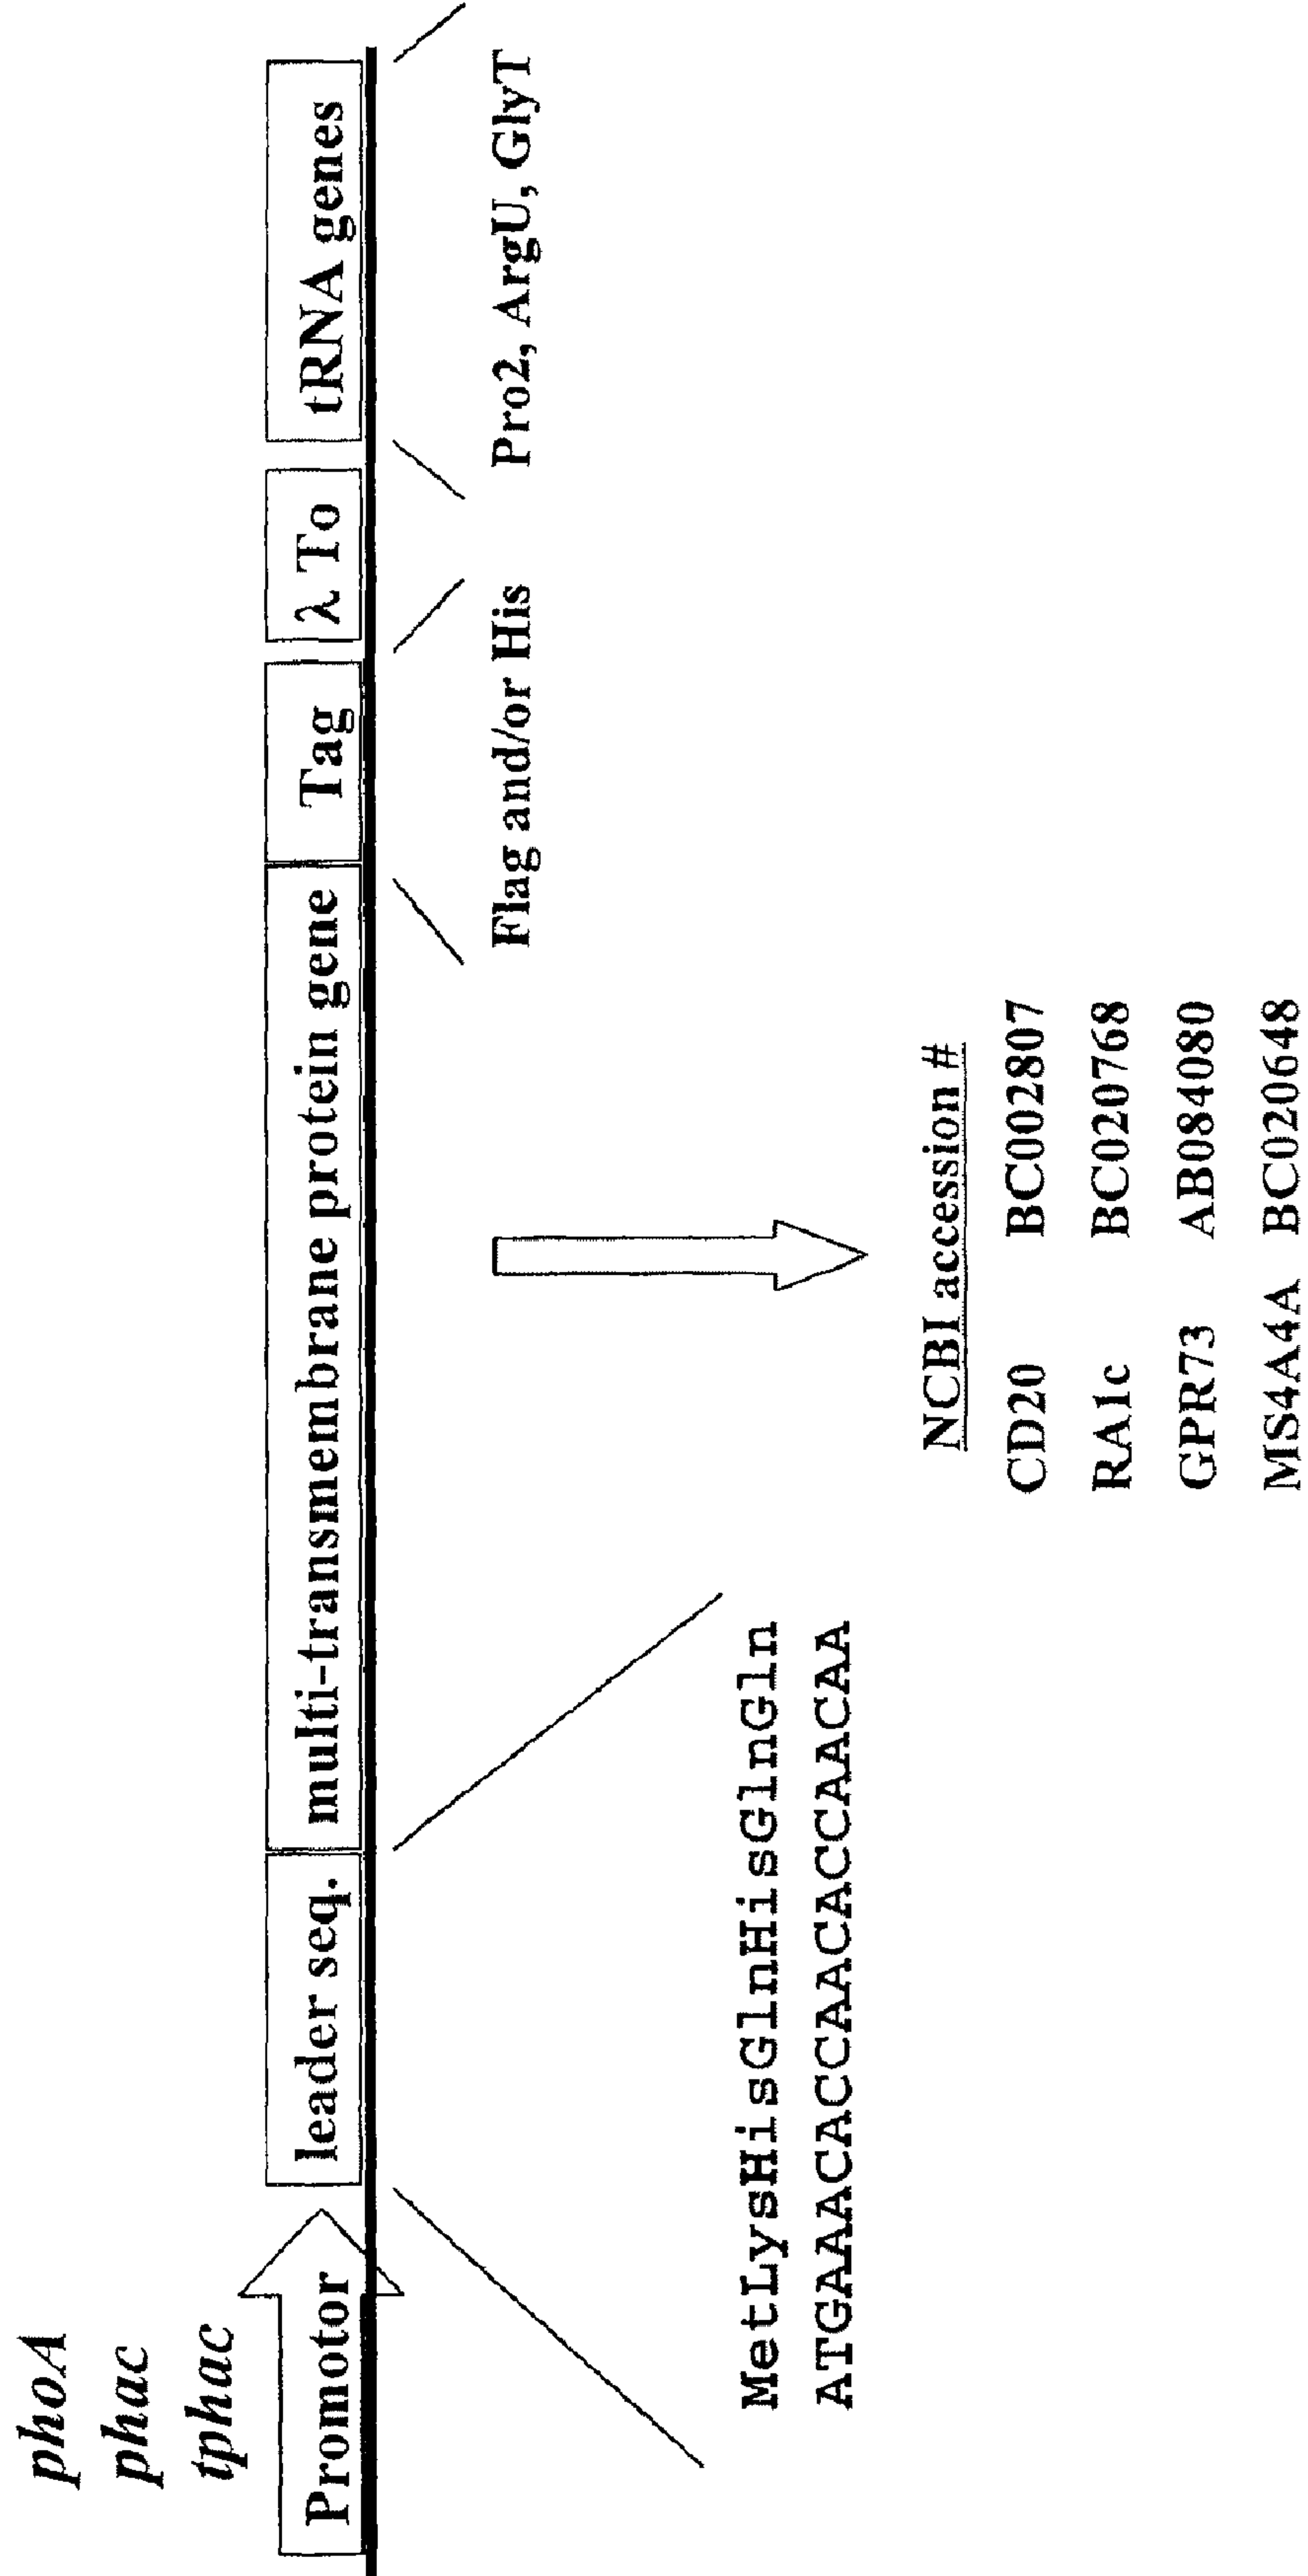 phoA
phac
tphac
Promotor
leader seq.
multi-transmembrane protein gene
Tag
λ To
tRNA genes
Flag and/or His
Pro2, ArgU, GlyT
MetLysHisGlnHisGlnGln
ATGAACACCAACACCAACAA
NCBI accession #
CD20 BC002807
RA1c BC020768
GPR73 AB084080
MS4A4A BC020648